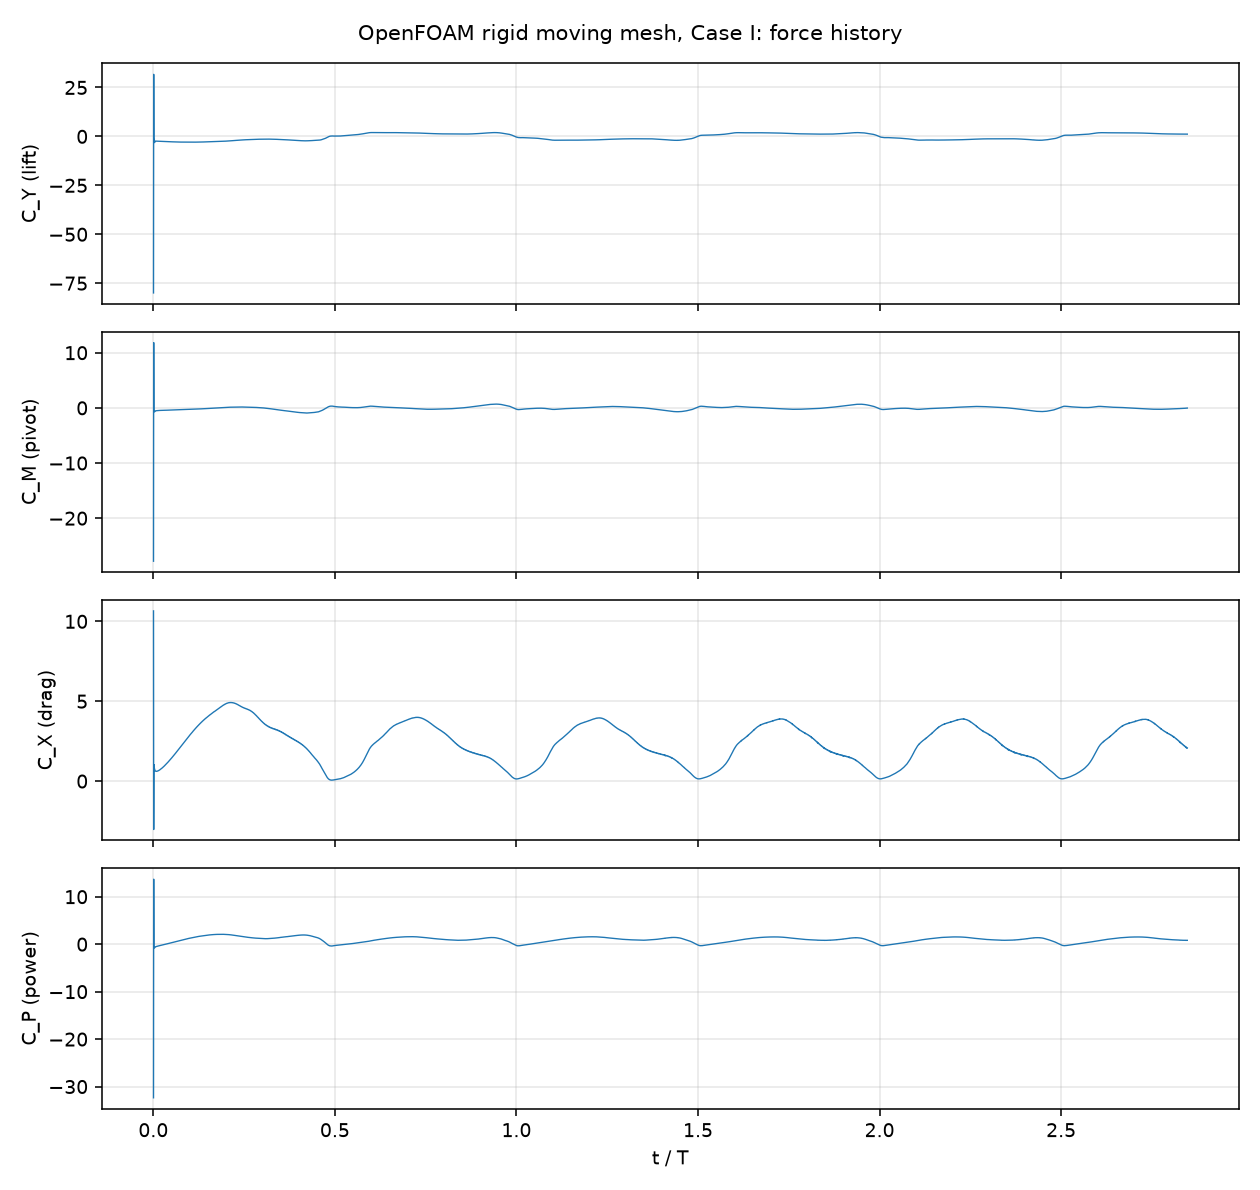 OpenFOAM rigid moving mesh, Case I: force history
C_Y (lift)
25
0
−25
−50
−75
C_M (pivot)
10
0
−10
−20
C_X (drag)
10
5
0
C_P (power)
10
0
−10
−20
−30
0.0 0.5 1.0 1.5 2.0 2.5
t / T